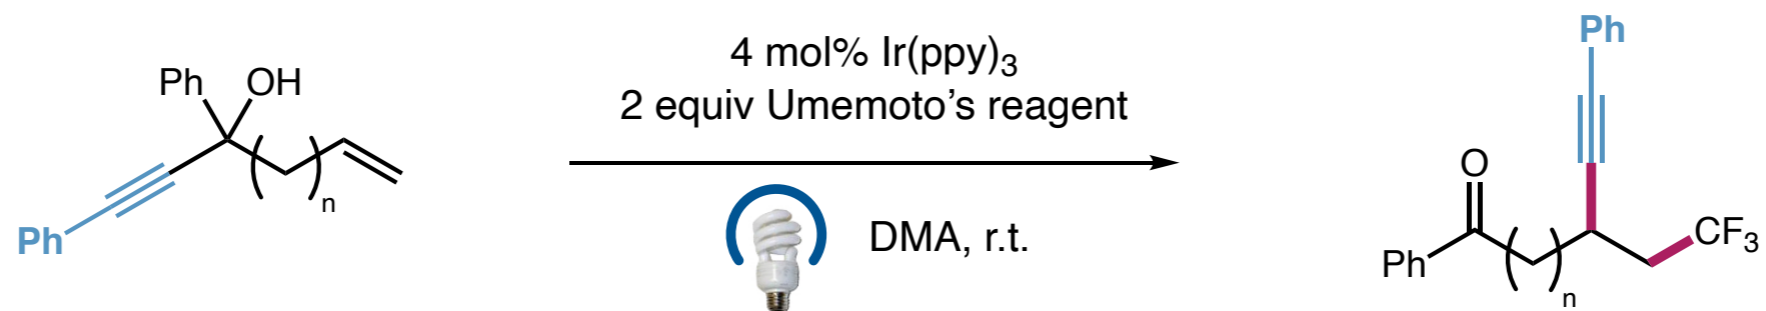 Ph OH
Ph
n
4 mol% Ir(ppy)3
2 equiv Umemoto's reagent
DMA, r.t.
Ph
O
Ph
n
CF3